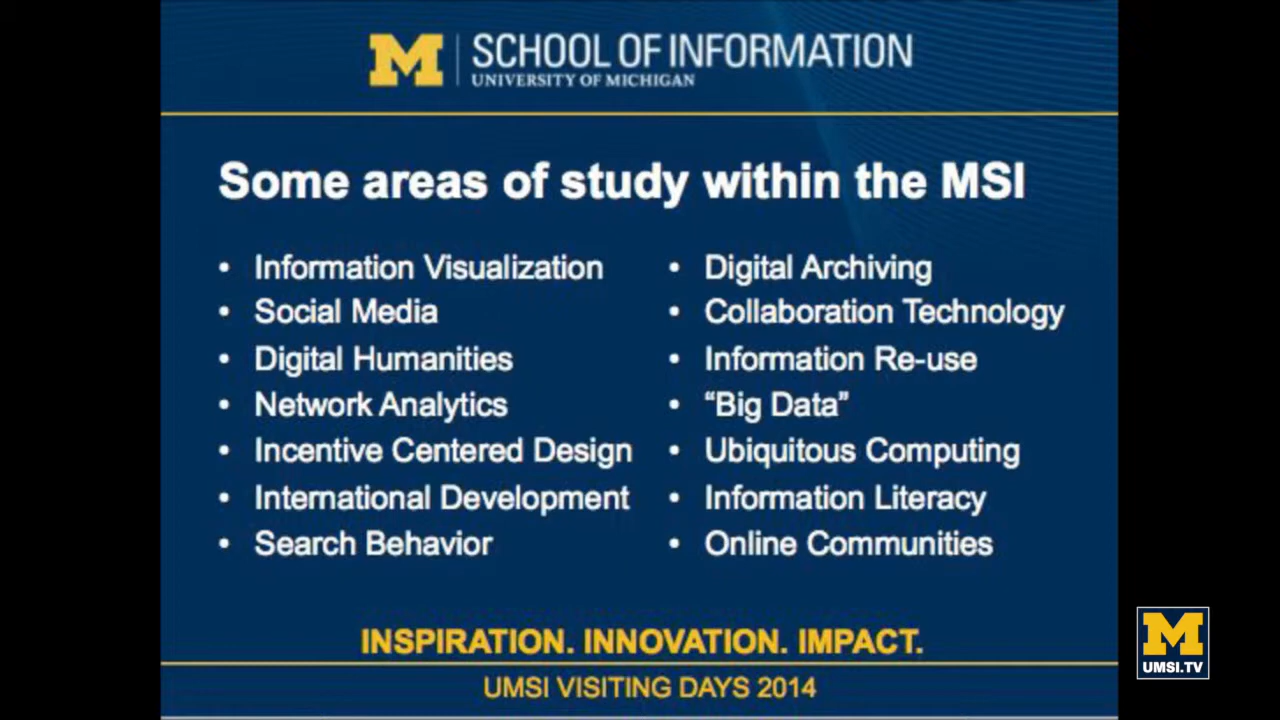 M
SCHOOL OF INFORMATION
UNIVERSITY OF MICHIGAN
Some areas of study within the MSI
• Information Visualization
• Social Media
• Digital Humanities
• Network Analytics
• Incentive Centered Design
• International Development
• Search Behavior
• Digital Archiving
• Collaboration Technology
• Information Re-use
• “Big Data”
• Ubiquitous Computing
• Information Literacy
• Online Communities
INSPIRATION. INNOVATION. IMPACT.
UMSI VISITING DAYS 2014
M
UMSI.TV